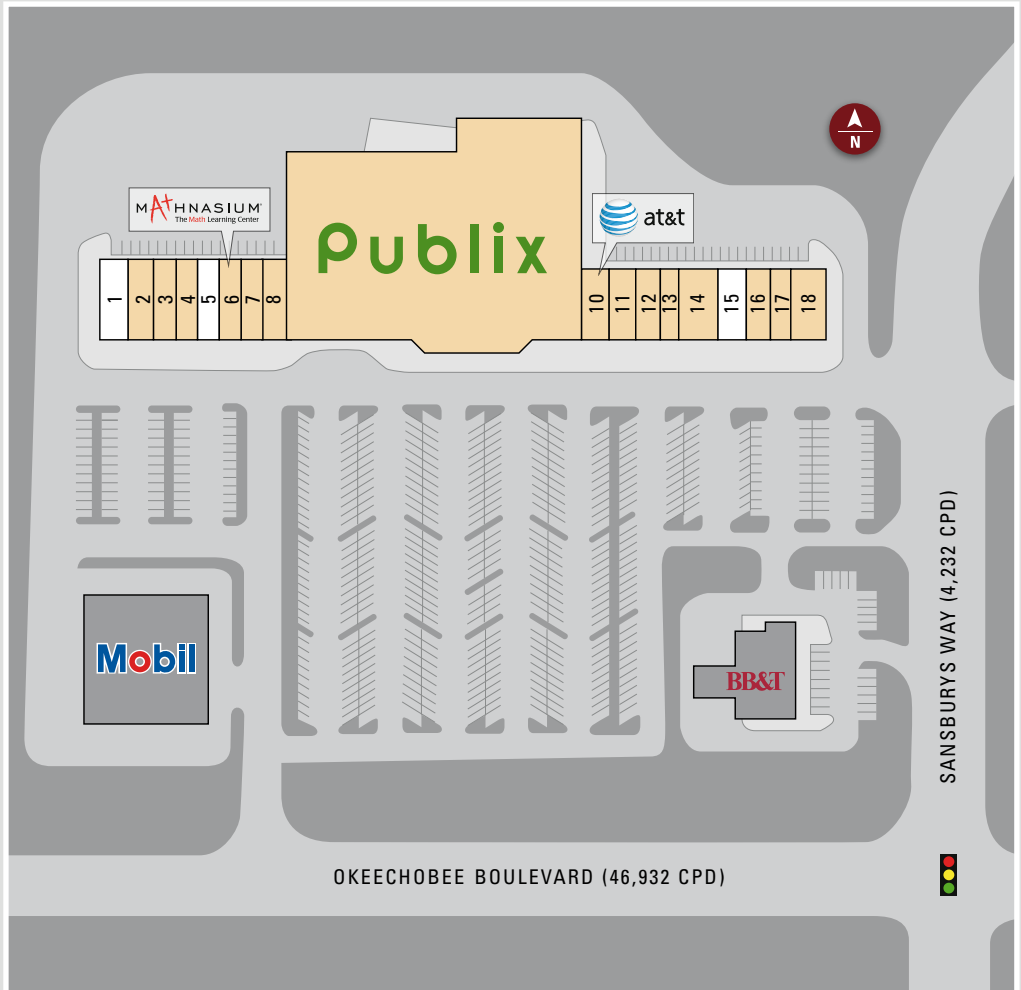 N
MATHNASIUM
The Math Learning Center
at&t
Publix
1
2
3
4
5
6
7
8
10
11
12
13
14
15
16
17
18
Mobil
BB&T
SANSBURYS WAY (4,232 CPD)
OKEECHOBEE BOULEVARD (46,932 CPD)